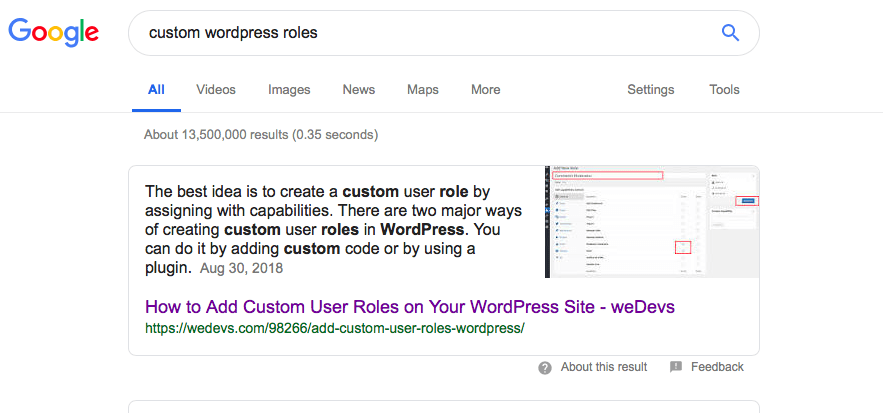 Google
custom wordpress roles
All Videos Images News Maps More Settings Tools
About 13,500,000 results (0.35 seconds)
The best idea is to create a custom user role by
assigning with capabilities. There are two major ways
of creating custom user roles in WordPress. You
can do it by adding custom code or by using a
plugin. Aug 30, 2018
Add New Role
How to Add Custom User Roles on Your WordPress Site - weDevs
https://wedevs.com/98266/add-custom-user-roles-wordpress/
About this result Feedback